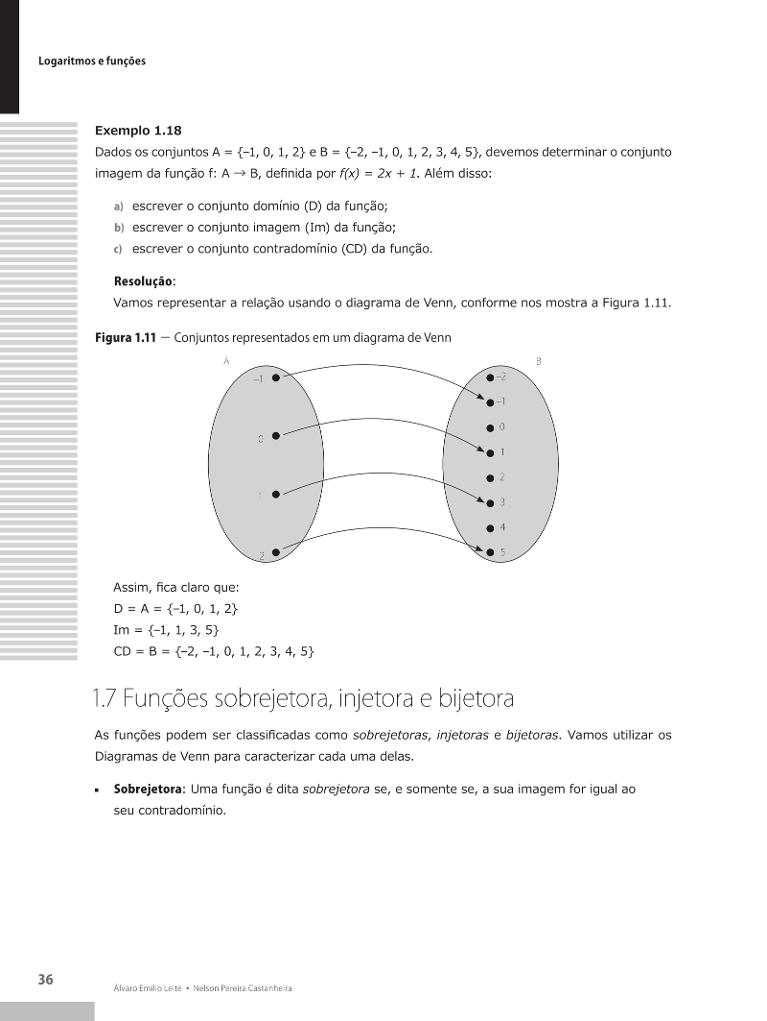 Logaritmos e funções
Exemplo 1.18
Dados os conjuntos A = {–1, 0, 1, 2} e B = {–2, –1, 0, 1, 2, 3, 4, 5}, devemos determinar o conjunto
imagem da função f: A → B, definida por f(x) = 2x + 1. Além disso:
a) escrever o conjunto domínio (D) da função;
b) escrever o conjunto imagem (Im) da função;
c) escrever o conjunto contradomínio (CD) da função.
Resolução:
Vamos representar a relação usando o diagrama de Venn, conforme nos mostra a Figura 1.11.
Figura 1.11 – Conjuntos representados em um diagrama de Venn
A
B
–1
0
1
2
–2
–1
0
1
2
3
4
5
Assim, fica claro que:
D = A = {–1, 0, 1, 2}
Im = {–1, 1, 3, 5}
CD = B = {–2, –1, 0, 1, 2, 3, 4, 5}
1.7 Funções sobrejetora, injetora e bijetora
As funções podem ser classificadas como sobrejetoras, injetoras e bijetoras. Vamos utilizar os
Diagramas de Venn para caracterizar cada uma delas.
▪ Sobrejetora: Uma função é dita sobrejetora se, e somente se, a sua imagem for igual ao
seu contradomínio.
36
Álvaro Emílio Leite • Nelson Pereira Castanheira